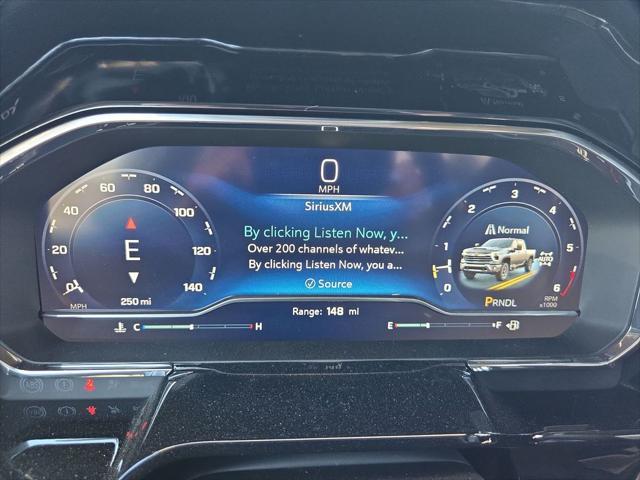 0
MPH
SiriusXM
By clicking Listen Now, y...
Over 200 channels of whatev...
By clicking Listen Now, you a...
Source
Range: 148 mi
0 20 40 60 80 100 120 140
E
MPH
250 mi
0 1 2 3 4 5 6
Normal
AUTO
PRNDL
RPM
x1000
C H
E F